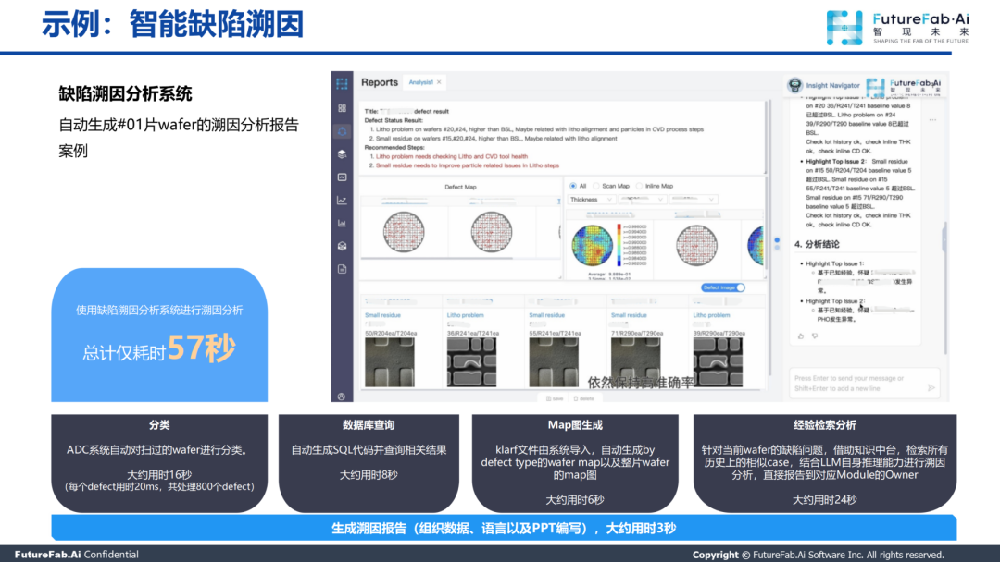 示例：智能缺陷溯因
FutureFab·Ai
智 现 未 来
SHAPING THE FAB OF THE FUTURE
缺陷溯因分析系统
自动生成#01片wafer的溯因分析报告
案例
使用缺陷溯因分析系统进行溯因分析
总计仅耗时57秒
Reports
Analysis1 ×
Title:
defect result
Defect Status Result:
1. Litho problem on wafers #20,#24, higher than BSL, Maybe related with litho alignment and particles in CVD process steps
2. Small residue on wafers #15,#20,#24, higher than BSL, Maybe related with litho alignment
Recommended Steps:
1. Litho problem needs checking Litho and CVD tool health
2. Small residue needs to improve particle related issues in Litho steps
Defect Map
All
Scan Map
Inline Map
Thickness
Average: 9.889e-01
Defect Image
Small residue
Litho problem
Small residue
Small residue
Litho problem
50/R204ea/T204ea
36/R241ea/T241ea
55/R241ea/T241ea
71/R290ea/T290ea
39/R290ea/T290ea
依然保持高准确率
save
delete
Insight Navigator
FutureFab·Ai
智 现 未 来
Highlight Top Issue 1:
on #20 36/R241/T241 baseline value 8
已超过BSL. Litho problem on #24
39/R290/T290 baseline value 8已超过
BSL.
Check lot history ok, check inline THK
ok, check inline CD OK.
Highlight Top Issue 2: Small residue
on #15 50/R204/T204 baseline value 5
超过BSL. Small residue on #15
55/R241/T241 baseline value 5 超过BSL.
Small residue on #15 71/R290/T290
baseline value 5 超过BSL.
Check lot history ok, check inline THK
ok, check inline CD OK.
4. 分析结论
Highlight Top Issue 1:
基于已知经验，怀疑
发生异
常。
Highlight Top Issue 2:
基于已知经验，怀疑
PHO发生异常。
Press Enter to send your message or
Shift+Enter to add a new line
分类
ADC系统自动对扫过的wafer进行分类。
大约用时16秒
（每个defect用时20ms，共处理800个defect）
数据库查询
自动生成SQL代码并查询相关结果
大约用时8秒
Map图生成
klarf文件由系统导入，自动生成by
defect type的wafer map以及整片wafer
的map图
大约用时6秒
经验检索分析
针对当前wafer的缺陷问题，借助知识中台，检索所有
历史上的相似case，结合LLM自身推理能力进行溯因
分析，直接报告到对应Module的Owner
大约用时24秒
生成溯因报告（组织数据、语言以及PPT编写），大约用时3秒
FutureFab.Ai Confidential
Copyright © FutureFab.Ai Software Inc. All rights reserved.